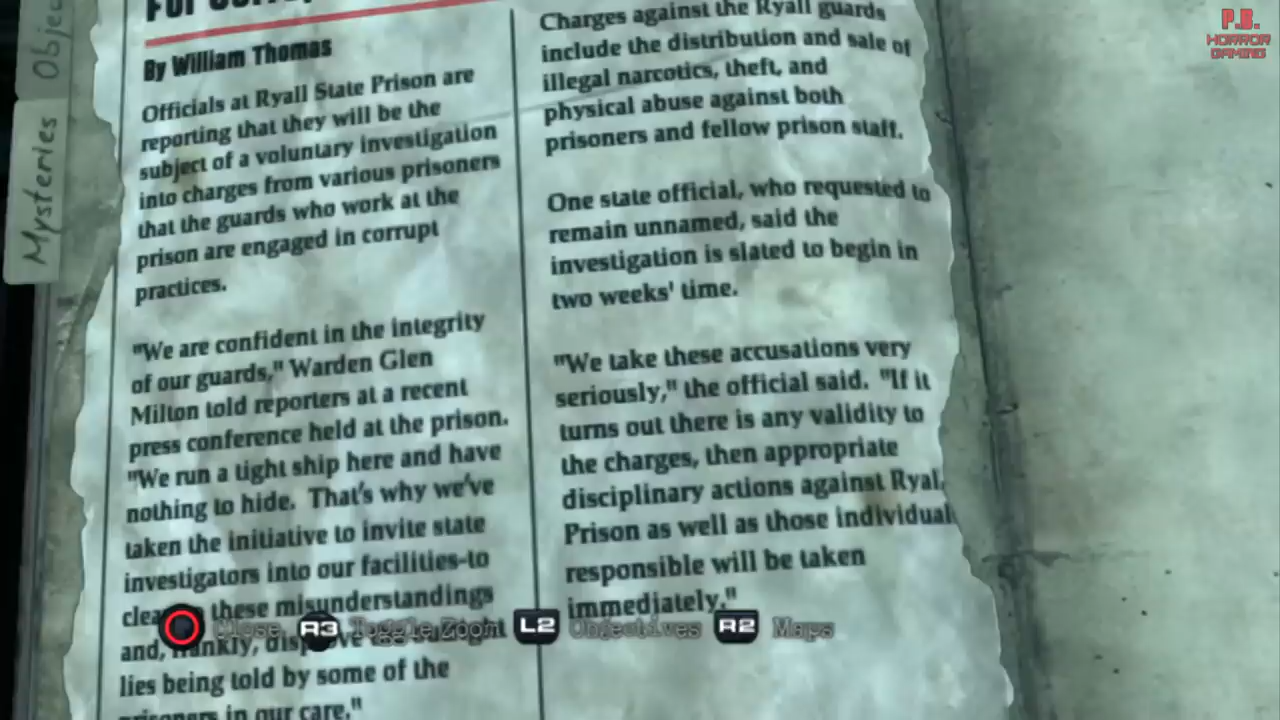 Objec
Mysteries
For
By William Thomas
Officials at Ryall State Prison are
reporting that they will be the
subject of a voluntary investigation
into charges from various prisoners
that the guards who work at the
prison are engaged in corrupt
practices.
"We are confident in the integrity
of our guards," Warden Glen
Milton told reporters at a recent
press conference held at the prison.
"We run a tight ship here and have
nothing to hide. That's why we've
taken the initiative to invite state
investigators into our facilities-to
these misunderstandings
and,
lies being told by some of the
prisoners in our care."
Charges against the Ryall guards
include the distribution and sale of
illegal narcotics, theft, and
physical abuse against both
prisoners and fellow prison staff.
One state official, who requested to
remain unnamed, said the
investigation is slated to begin in
two weeks' time.
"We take these accusations very
seriously," the official said. "If it
turns out there is any validity to
the charges, then appropriate
disciplinary actions against Ryal
Prison as well as those individual
responsible will be taken
immediately."
Close R3 Toggle Zoom L2 Objectives R2 Maps
P.B.
HORROR
GAMING